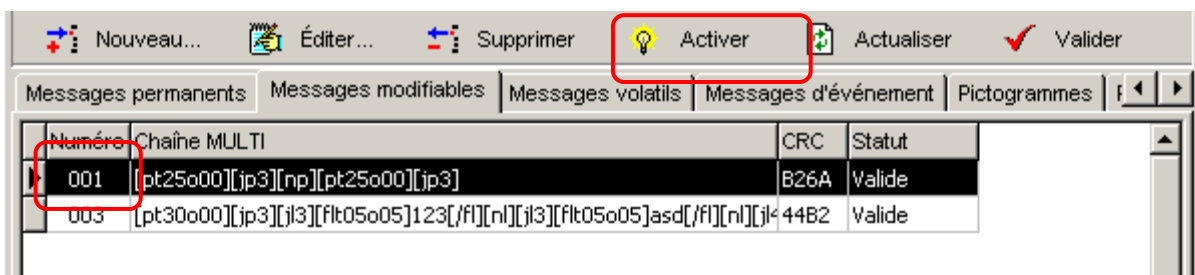 Nouveau... Éditer... Supprimer Activer Actualiser Valider
Messages permanents Messages modifiables Messages volatils Messages d'événement Pictogrammes
Numéro Chaîne MULTI CRC Statut
001 [pt25o00][jp3][np][pt25o00][jp3] B26A Valide
003 [pt30o00][jp3][jl3][flt05o05]123[/fl][nl][jl3][flt05o05]asd[/fl][nl][jl4 44B2 Valide